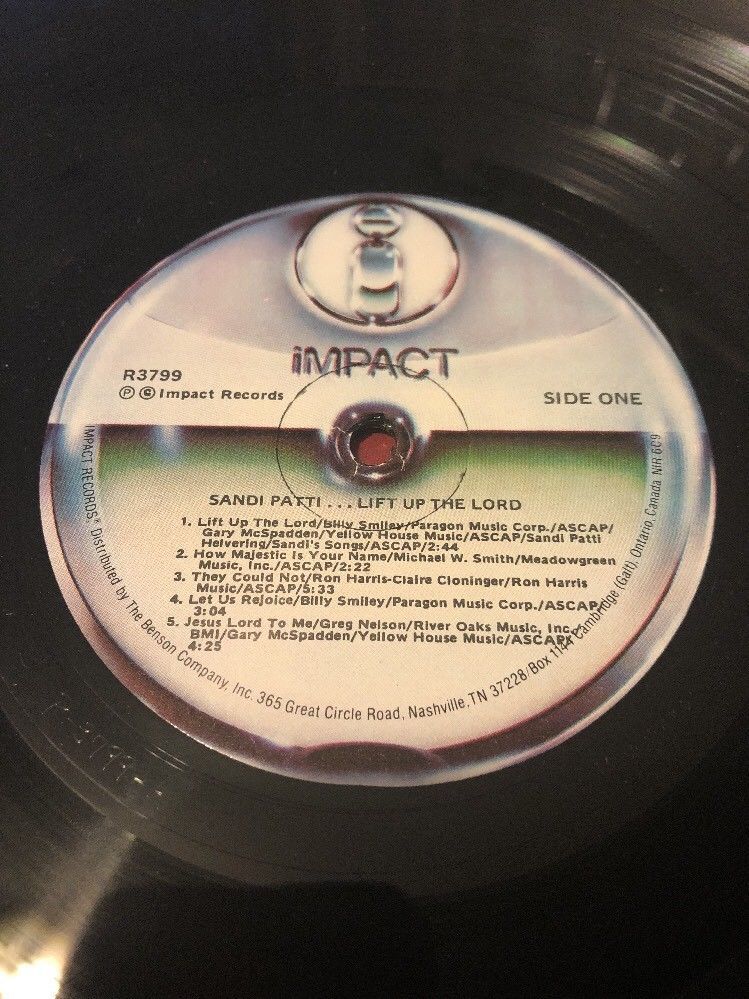 iMPACT
R3799
℗ © Impact Records
SIDE ONE
SANDI PATTI . . . LIFT UP THE LORD
1. Lift Up The Lord/Billy Smiley/Paragon Music Corp./ASCAP/
Gary McSpadden/Yellow House Music/ASCAP/Sandi Patti
Helvering/Sandi's Songs/ASCAP/2:44
2. How Majestic Is Your Name/Michael W. Smith/Meadowgreen
Music, Inc./ASCAP/2:22
3. They Could Not/Ron Harris-Claire Cloninger/Ron Harris
Music/ASCAP/5:33
4. Let Us Rejoice/Billy Smiley/Paragon Music Corp./ASCAP/
3:04
5. Jesus Lord To Me/Greg Nelson/River Oaks Music, Inc./
BMI/Gary McSpadden/Yellow House Music/ASCAP/
4:25
IMPACT RECORDS® Distributed by The Benson Company, Inc. 365 Great Circle Road, Nashville, TN 37228/Box 1144 Cambridge (Galt), Ontario, Canada NIR 6C9